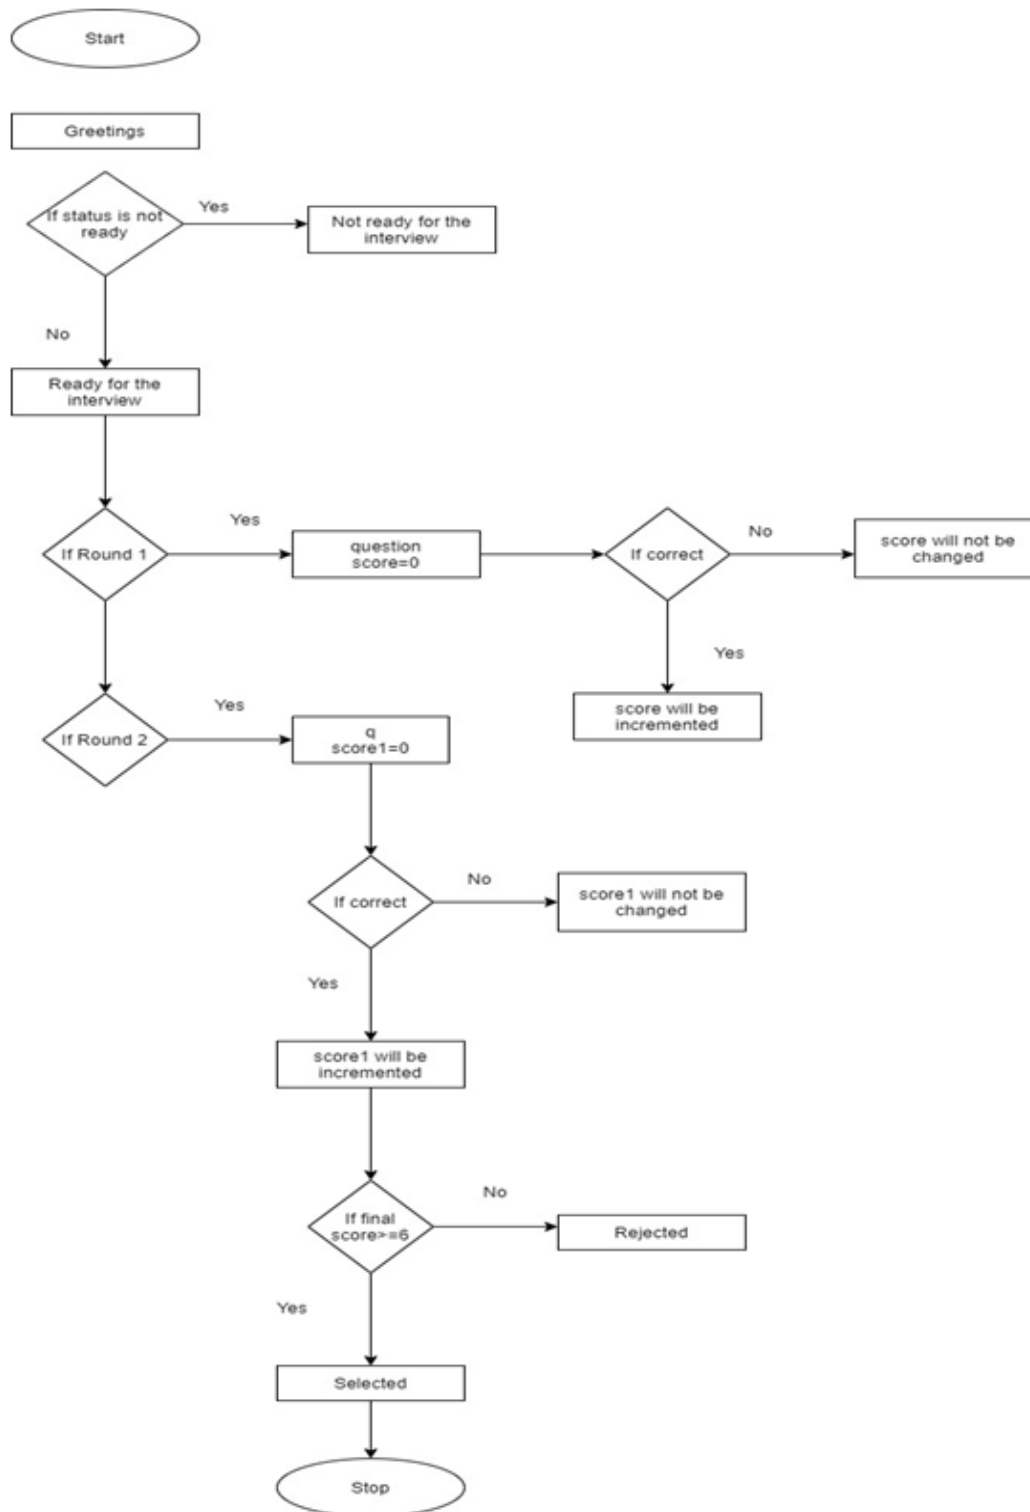 Start
Greetings
If status is not
ready
Yes
Not ready for the
interview
No
Ready for the
interview
If Round 1
Yes
question
score=0
If correct
No
score will not be
changed
Yes
score will be
incremented
If Round 2
Yes
q
score1=0
If correct
No
score1 will not be
changed
Yes
score1 will be
incremented
If final
score>=6
No
Rejected
Yes
Selected
Stop